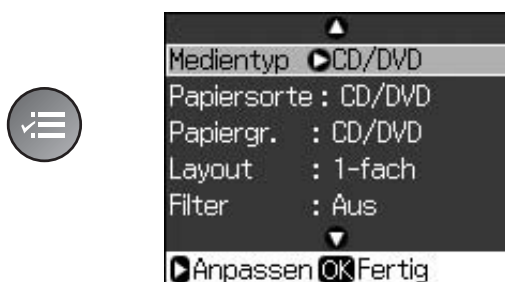 Medientyp CD/DVD
Papiersorte : CD/DVD
Papiergr. : CD/DVD
Layout : 1-fach
Filter : Aus
Anpassen OK Fertig